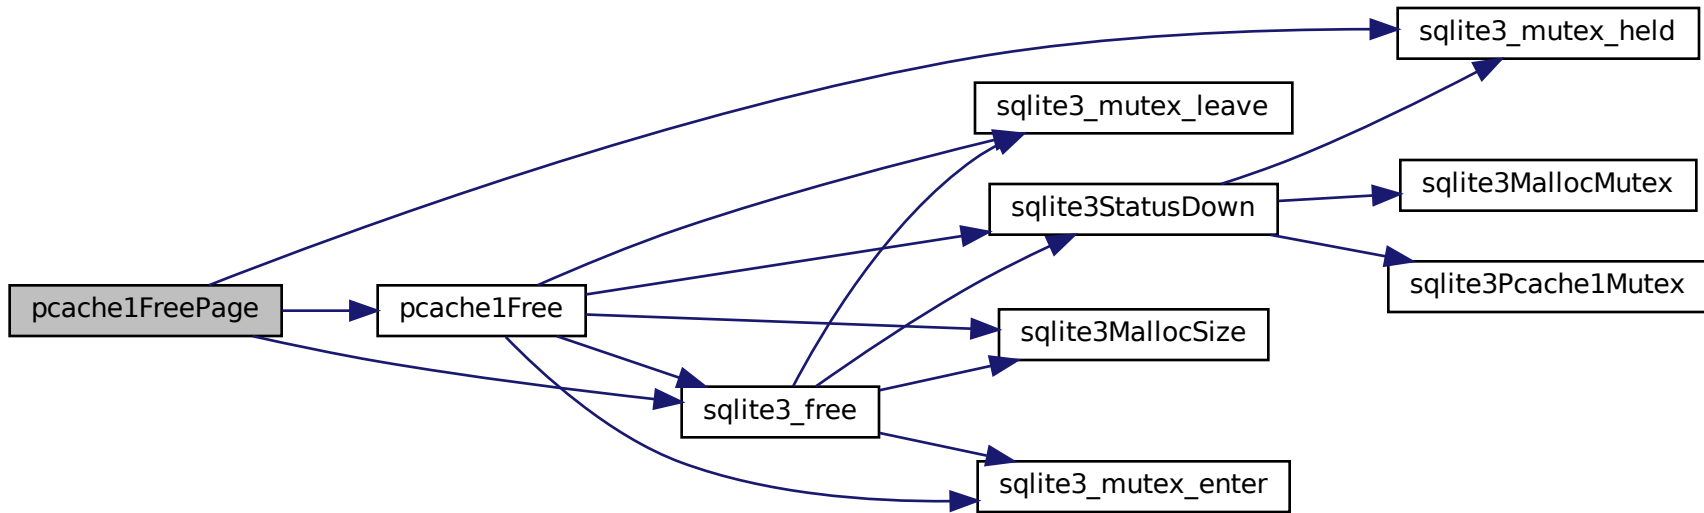 sqlite3_mutex_held
sqlite3_mutex_leave
sqlite3MallocMutex
sqlite3StatusDown
sqlite3Pcache1Mutex
pcache1FreePage
pcache1Free
sqlite3MallocSize
sqlite3_free
sqlite3_mutex_enter